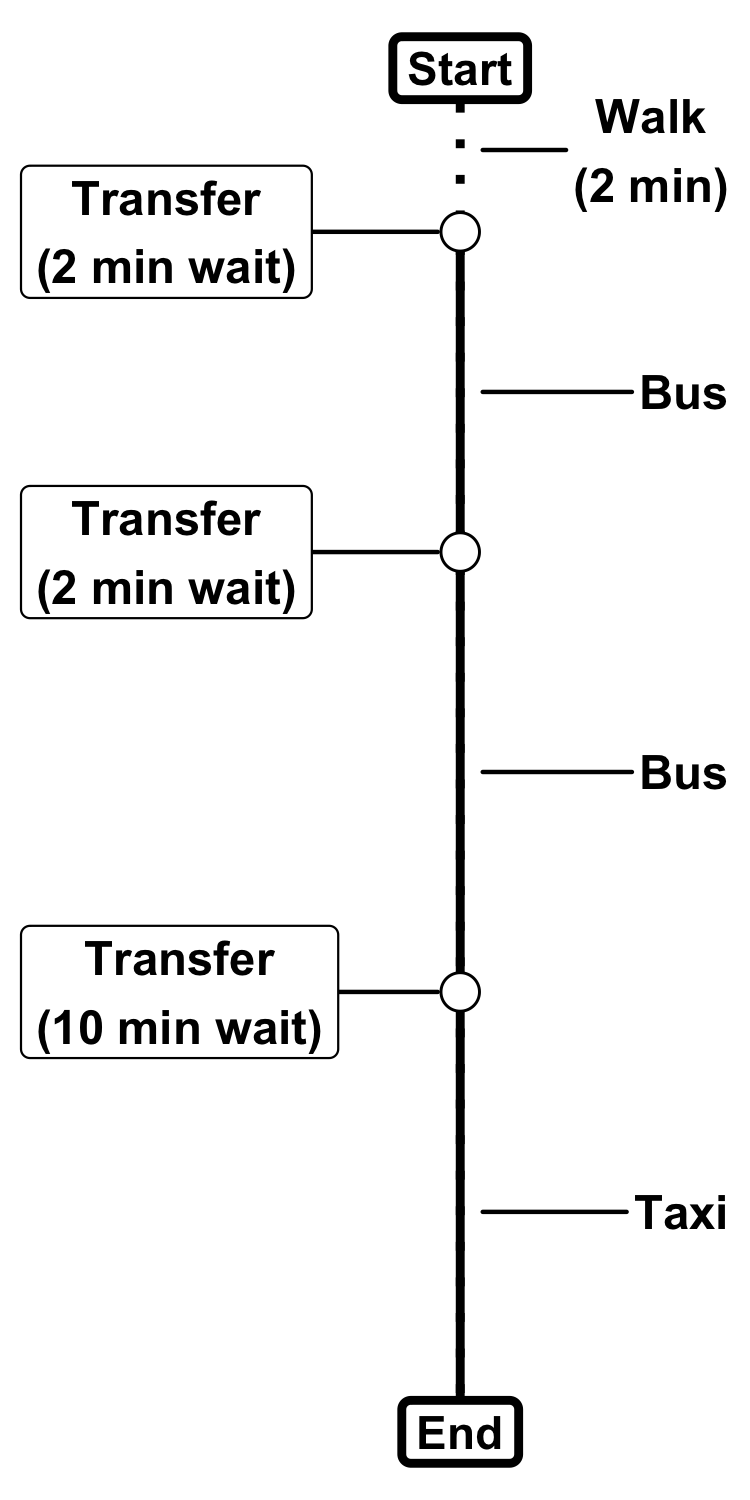 Start
Walk
(2 min)
Transfer
(2 min wait)
Bus
Transfer
(2 min wait)
Bus
Transfer
(10 min wait)
Taxi
End